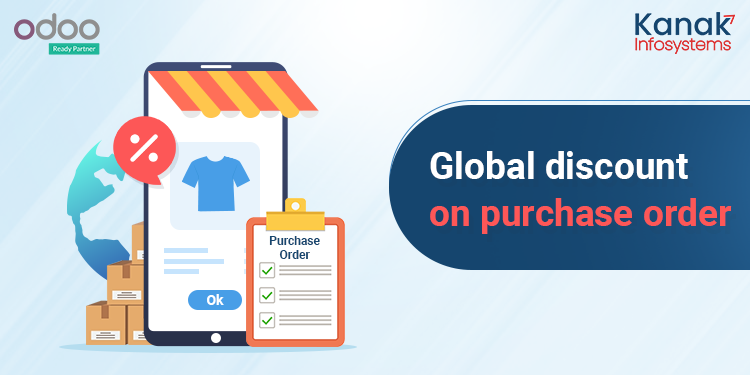 odoo
Ready Partner
Kanak
Infosystems
Global discount
on purchase order
Purchase
Order
Ok